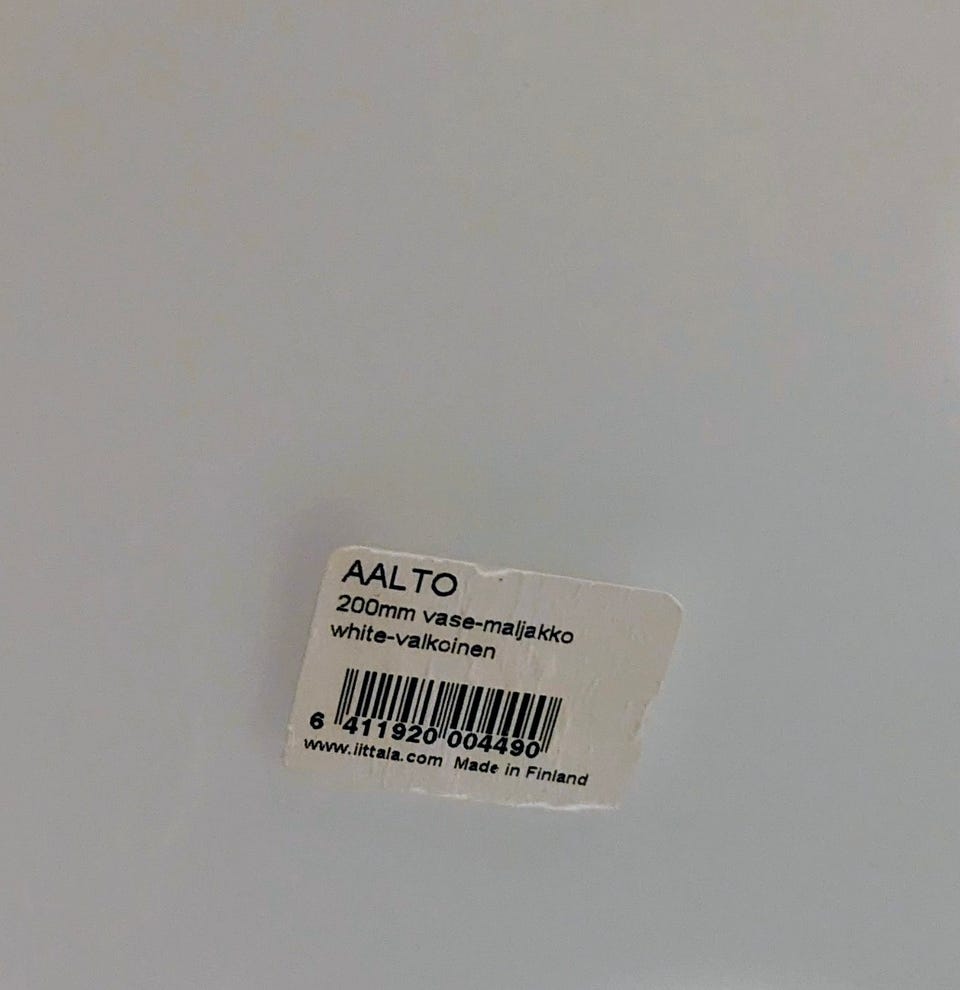 AALTO
200mm vase-maljakko
white-valkoinen
6 411920 004490
www.iittala.com Made in Finland